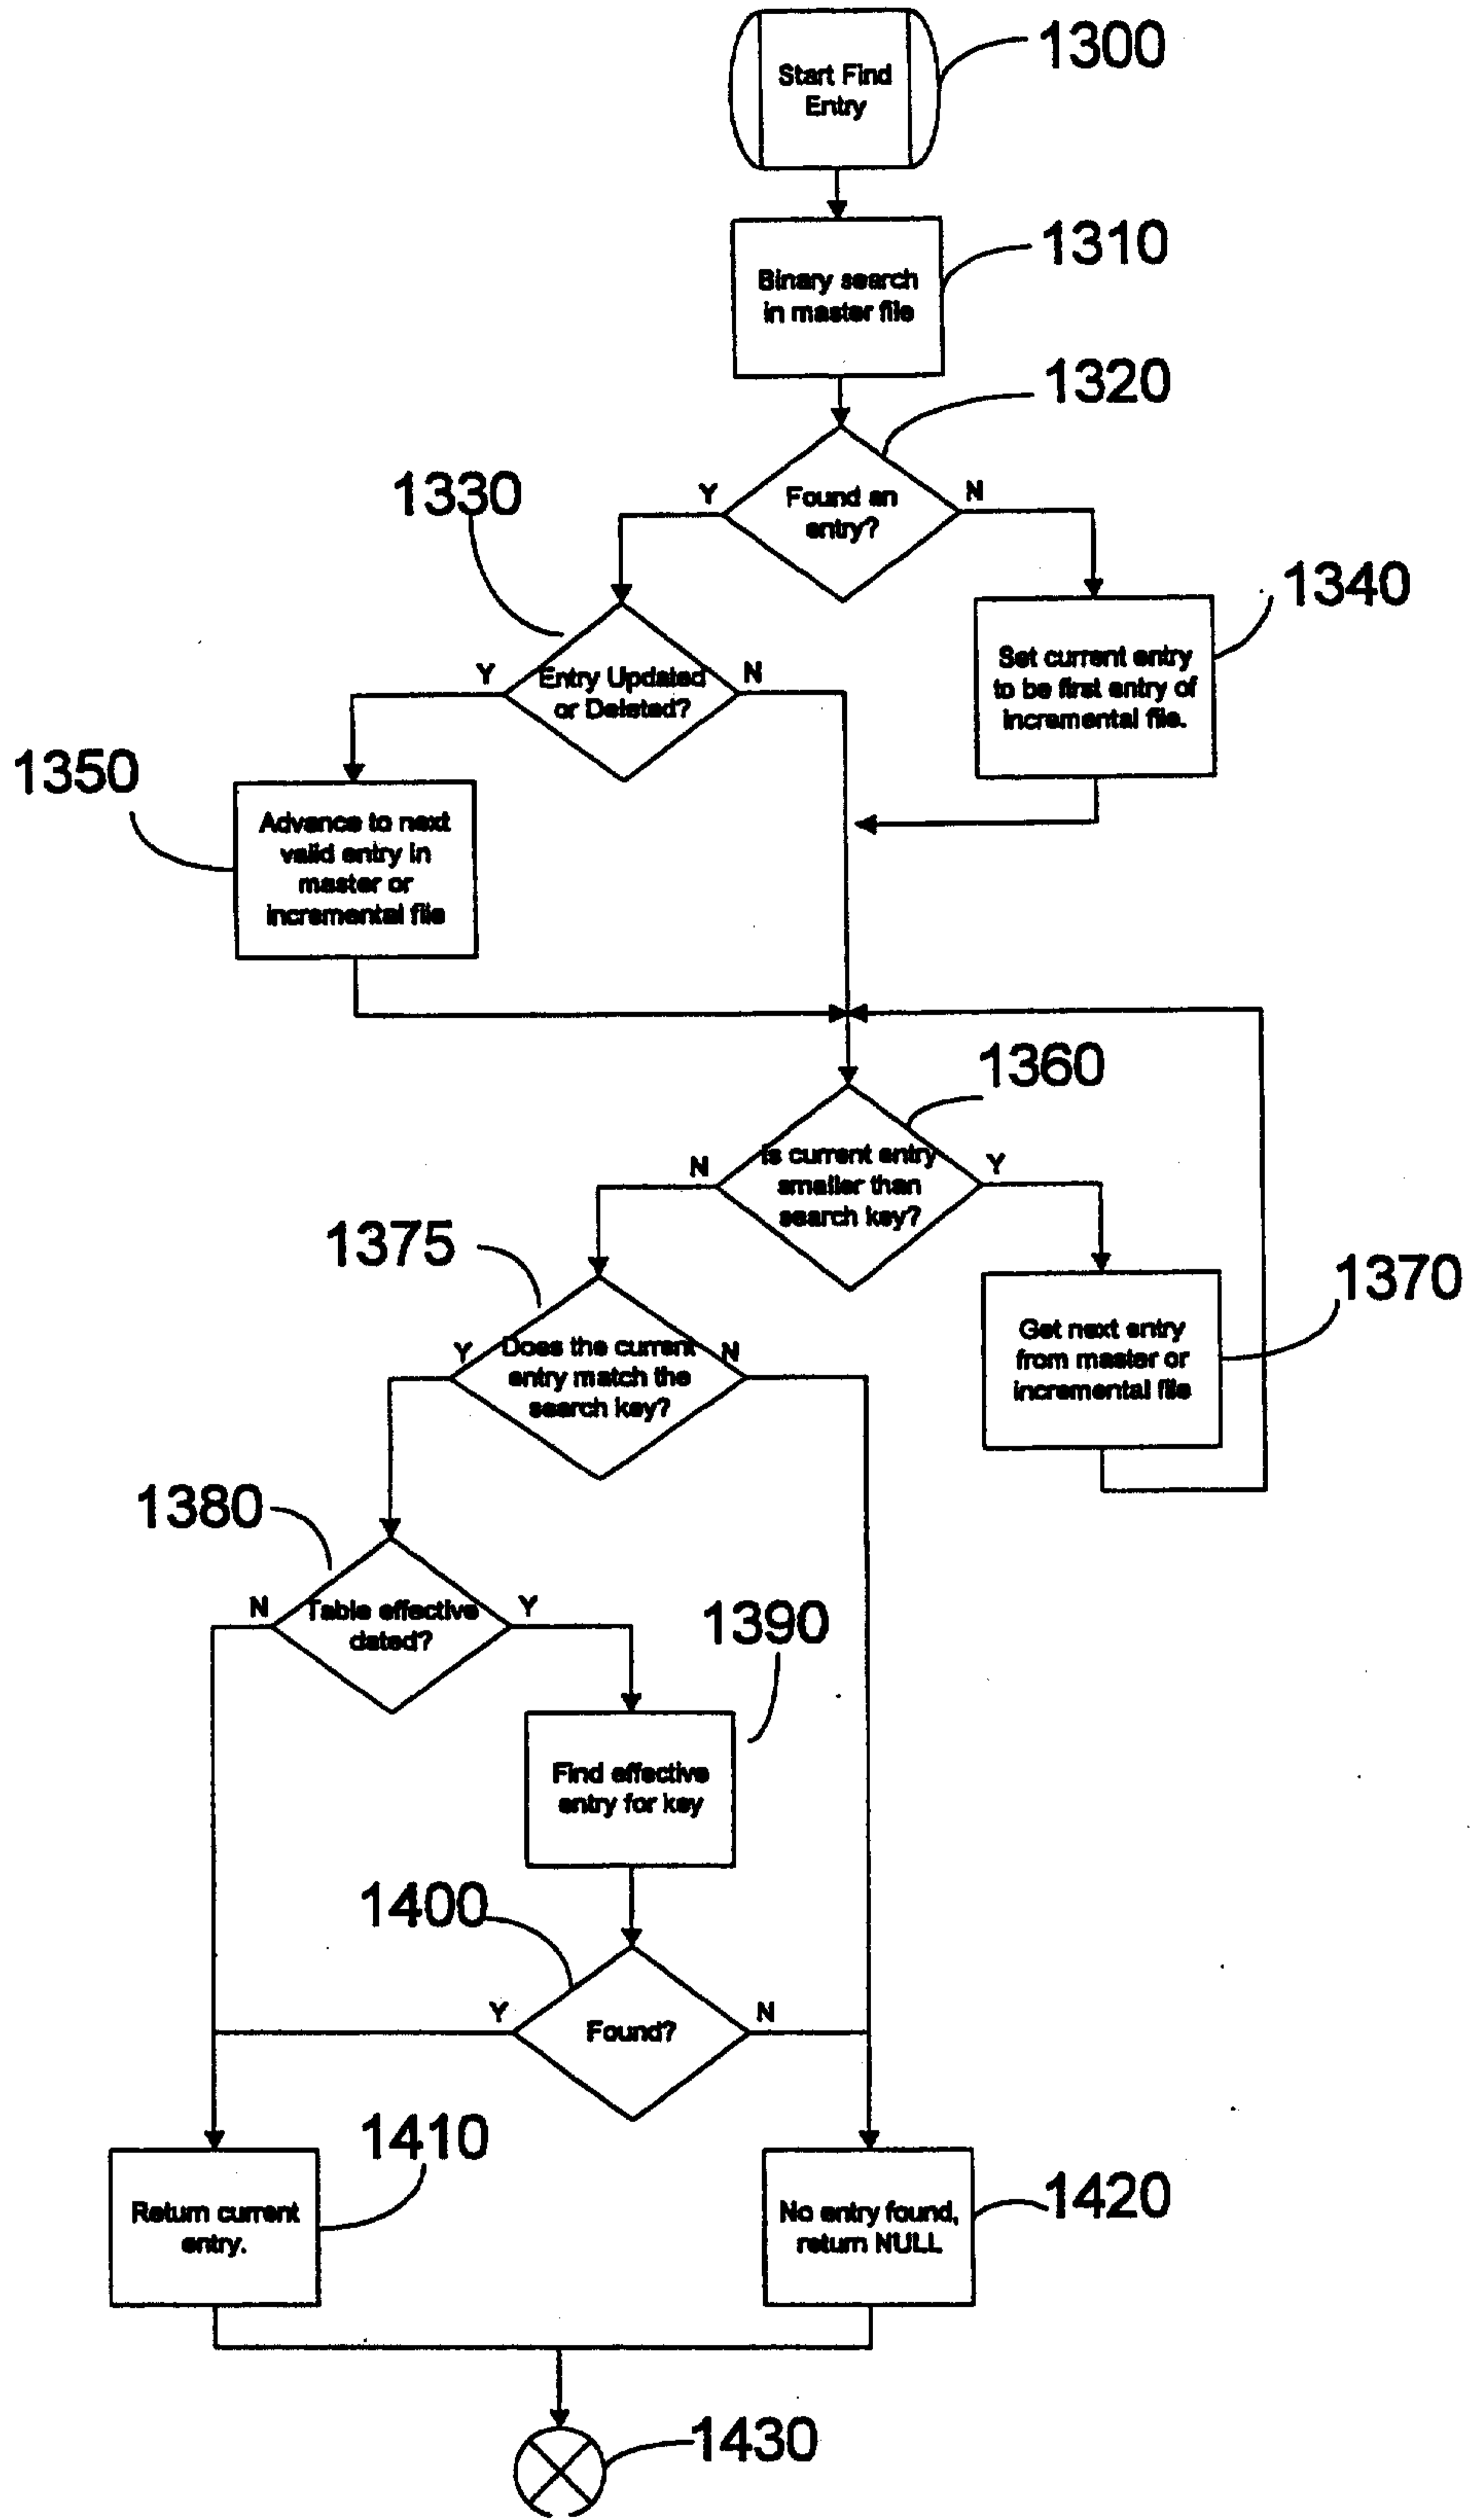 1300
Start Find
Entry
1310
Binary search
in master file
1320
Found an
entry?
Y
N
1330
Entry Updated
or Deleted?
Y
N
1340
Set current entry
to be first entry of
incremental file.
1350
Advance to next
valid entry in
master or
incremental file
1360
Is current entry
smaller than
search key?
N
Y
1375
Does the current
entry match the
search key?
Y
N
1370
Get next entry
from master or
incremental file
1380
Table effective
dated?
N
Y
1390
Find effective
entry for key
1400
Found?
Y
N
1410
Return current
entry.
1420
No entry found,
return NULL
1430